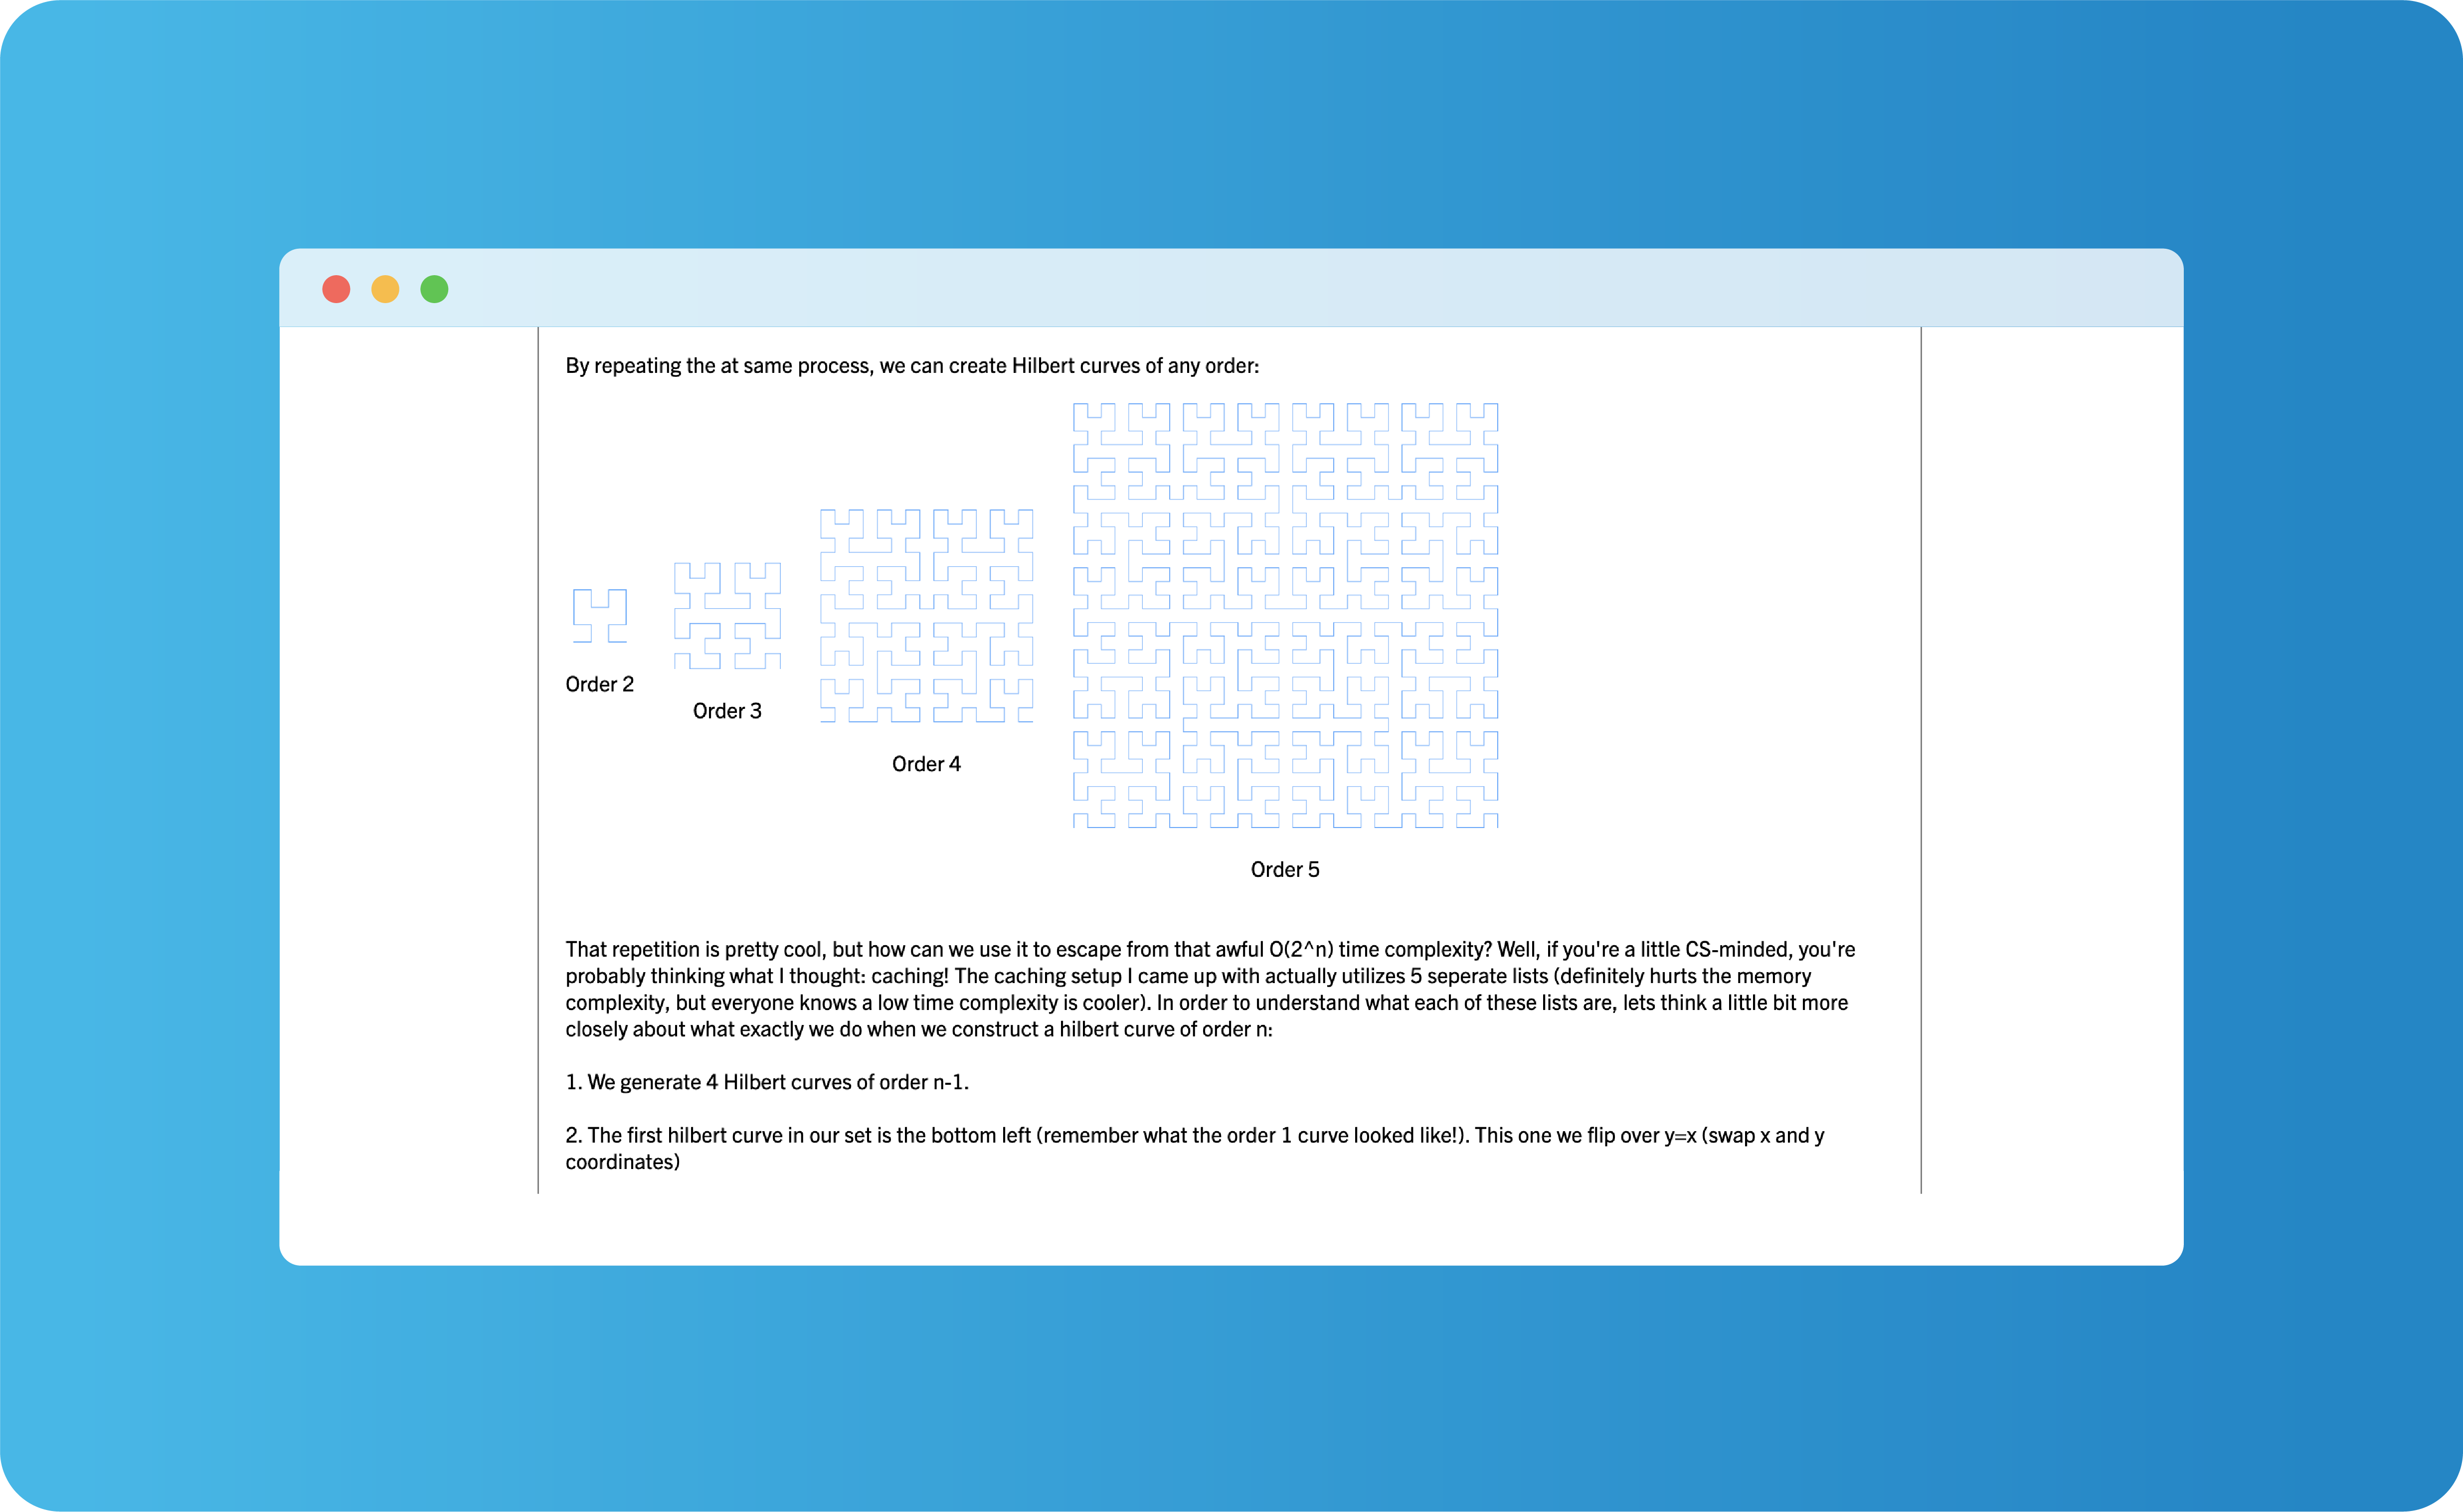 By repeating the at same process, we can create Hilbert curves of any order:
Order 2
Order 3
Order 4
Order 5
That repetition is pretty cool, but how can we use it to escape from that awful O(2^n) time complexity? Well, if you're a little CS-minded, you're
probably thinking what I thought: caching! The caching setup I came up with actually utilizes 5 seperate lists (definitely hurts the memory
complexity, but everyone knows a low time complexity is cooler). In order to understand what each of these lists are, lets think a little bit more
closely about what exactly we do when we construct a hilbert curve of order n:
1. We generate 4 Hilbert curves of order n-1.
2. The first hilbert curve in our set is the bottom left (remember what the order 1 curve looked like!). This one we flip over y=x (swap x and y
coordinates)